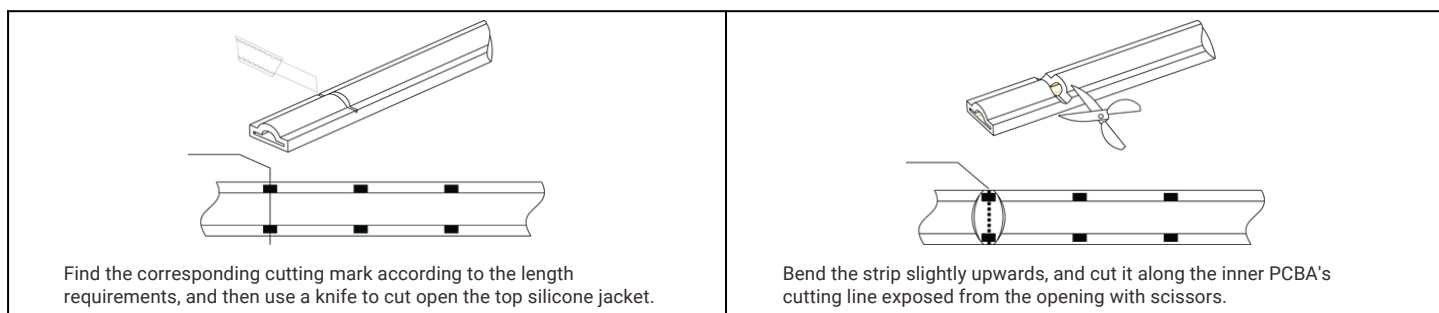 Find the corresponding cutting mark according to the length
requirements, and then use a knife to cut open the top silicone jacket.
Bend the strip slightly upwards, and cut it along the inner PCBA's
cutting line exposed from the opening with scissors.